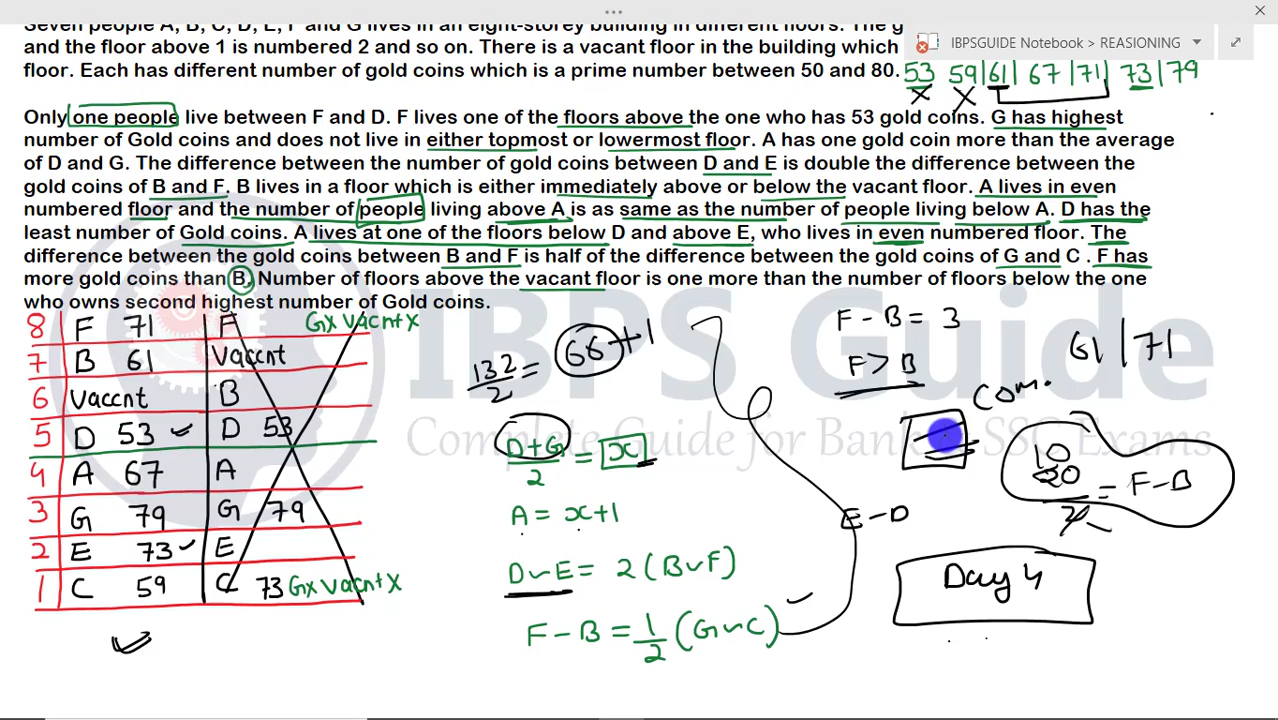 Seven people A, B, C, D, E, F and G lives in an eight-storey building in different floors. The g
and the floor above 1 is numbered 2 and so on. There is a vacant floor in the building which
floor. Each has different number of gold coins which is a prime number between 50 and 80.
IBPSGUIDE Notebook > REASIONING
53 59|61| 67 |71| 73|79
X X
Only one people live between F and D. F lives one of the floors above the one who has 53 gold coins. G has highest
number of Gold coins and does not live in either topmost or lowermost floor. A has one gold coin more than the average
of D and G. The difference between the number of gold coins between D and E is double the difference between the
gold coins of B and F. B lives in a floor which is either immediately above or below the vacant floor. A lives in even
numbered floor and the number of people living above A is as same as the number of people living below A. D has the
least number of Gold coins. A lives at one of the floors below D and above E, who lives in even numbered floor. The
difference between the gold coins between B and F is half of the difference between the gold coins of G and C . F has
more gold coins than B. Number of floors above the vacant floor is one more than the number of floors below the one
who owns second highest number of Gold coins.
8 F 71 F Gx vacnt x
7 B 61 Vaccnt
6 Vaccnt B
5 D 53 D 53
4 A 67 A
3 G 79 G 79
2 E 73 E
1 C 59 C 73 Gx vacnt x
132/2 = 66 +1
D+G/2 = x
A = x+1
D~E = 2 (B~F)
F-B = 1/2 (G~C)
F-B = 3
F > B
61 | 71
Com.
10
20/2 = F-B
E-D
Day 4
IBPS Guide
Complete Guide for Bank SSC Exams